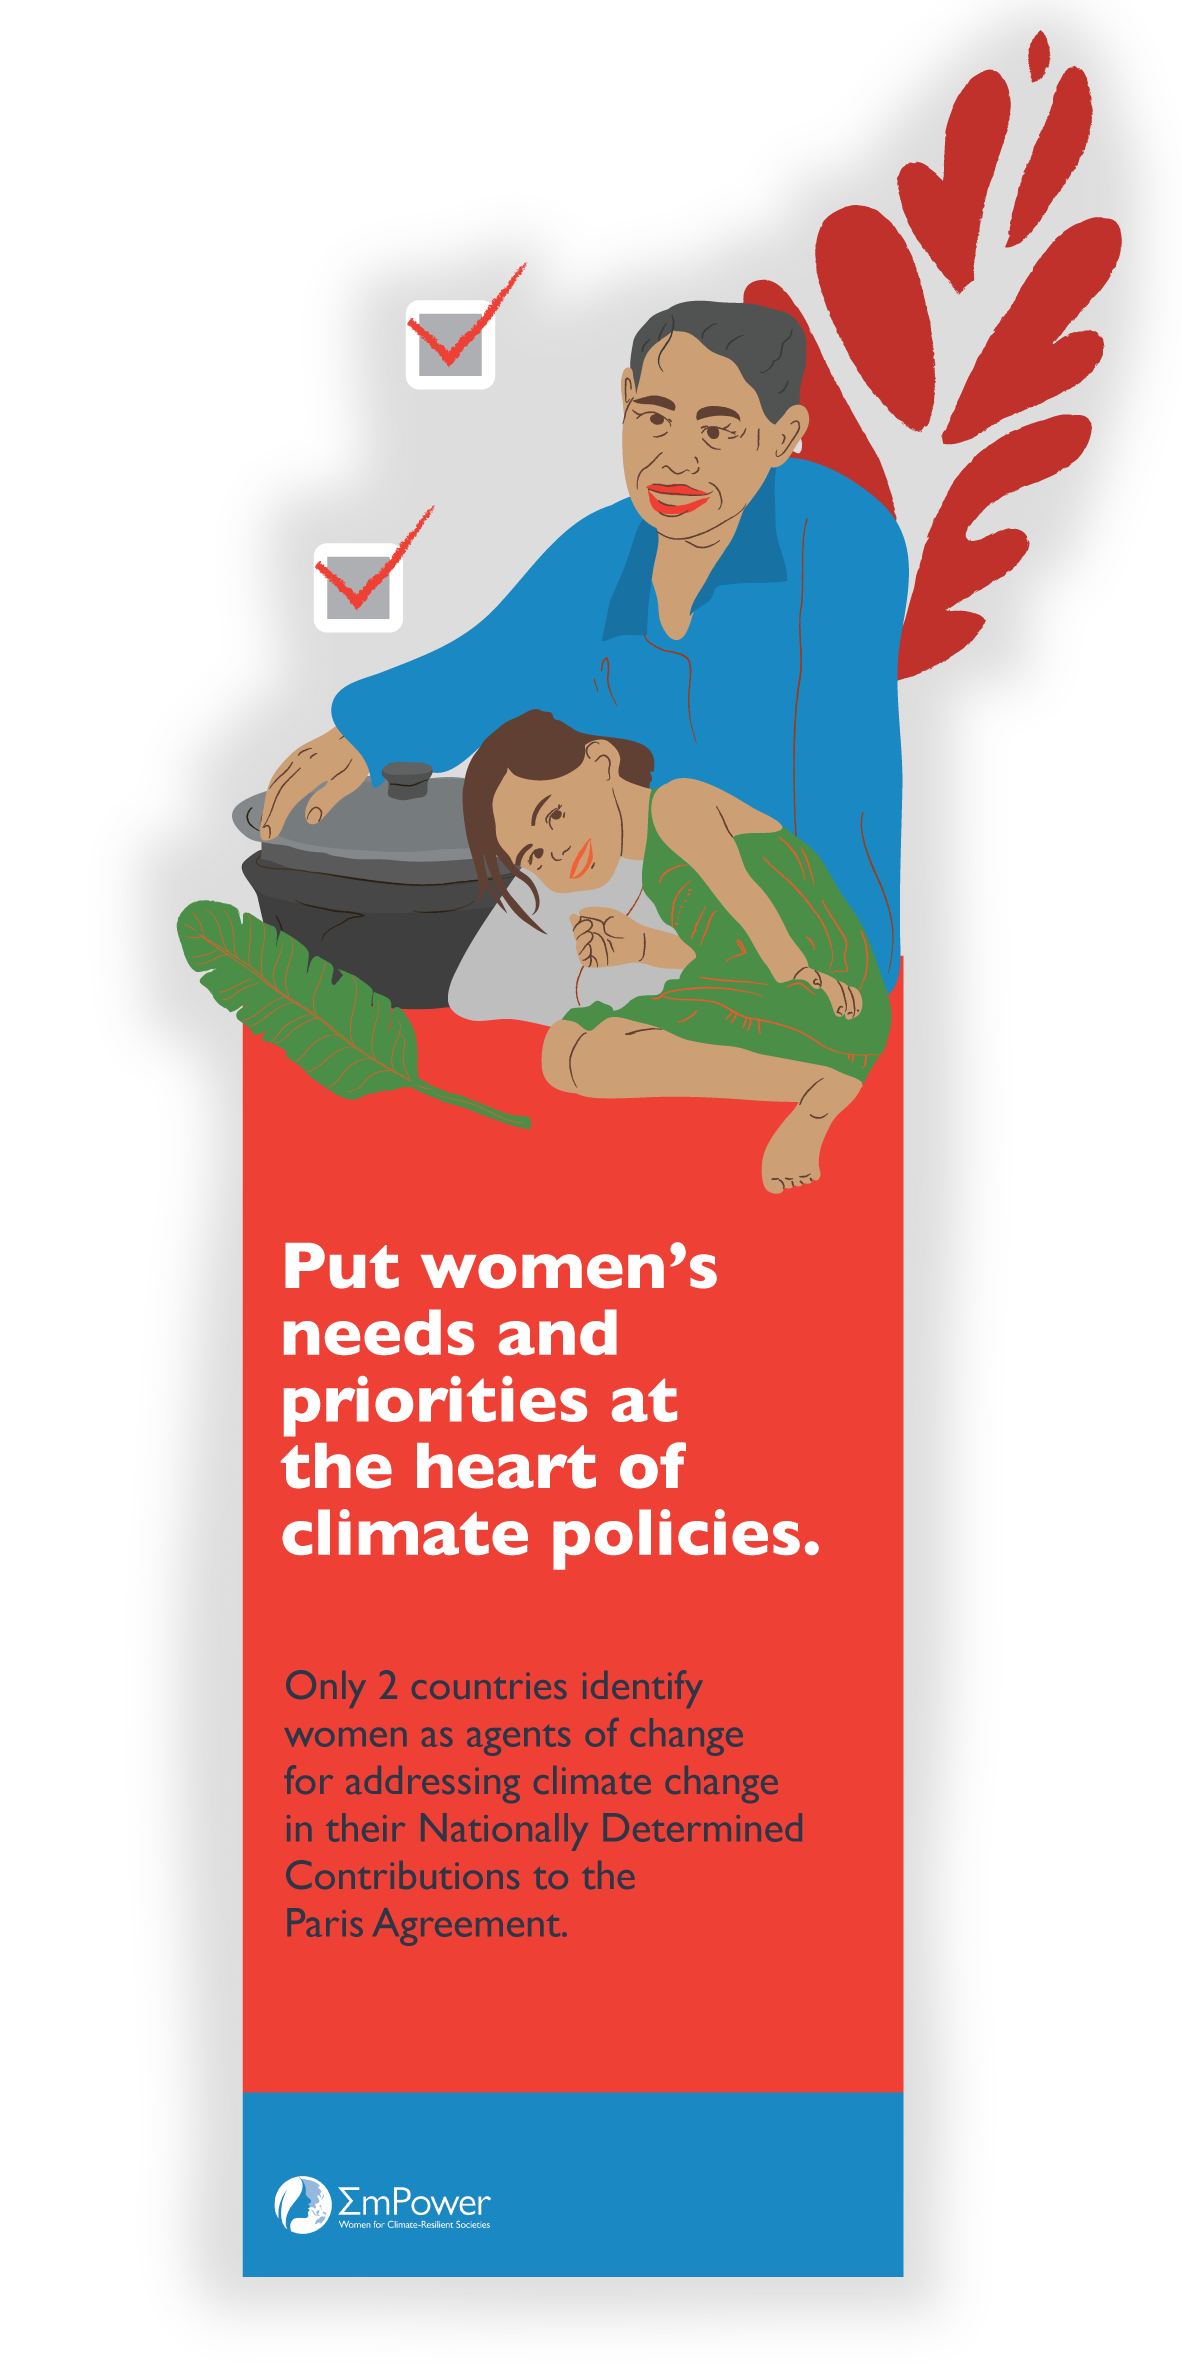 Put women’s
needs and
priorities at
the heart of
climate policies.
Only 2 countries identify
women as agents of change
for addressing climate change
in their Nationally Determined
Contributions to the
Paris Agreement.
ΣmPower
Women for Climate-Resilient Societies